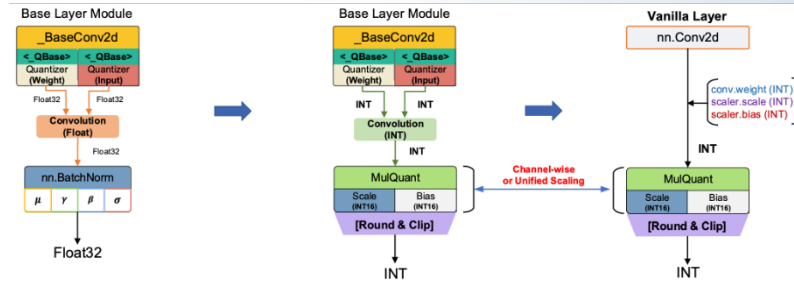 Base Layer Module
_BaseConv2d
<_QBase>
<_QBase>
Quantizer
(Weight)
Quantizer
(Input)
Float32
Float32
Convolution
(Float)
Float32
nn.BatchNorm
μ γ β σ
Float32
Base Layer Module
_BaseConv2d
<_QBase>
<_QBase>
Quantizer
(Weight)
Quantizer
(Input)
INT
INT
Convolution
(INT)
INT
MulQuant
Scale
(INT16)
Bias
(INT16)
[Round & Clip]
INT
Channel-wise
or Unified Scaling
Vanilla Layer
nn.Conv2d
conv.weight (INT)
scaler.scale (INT)
scaler.bias (INT)
INT
MulQuant
Scale
(INT16)
Bias
(INT16)
[Round & Clip]
INT